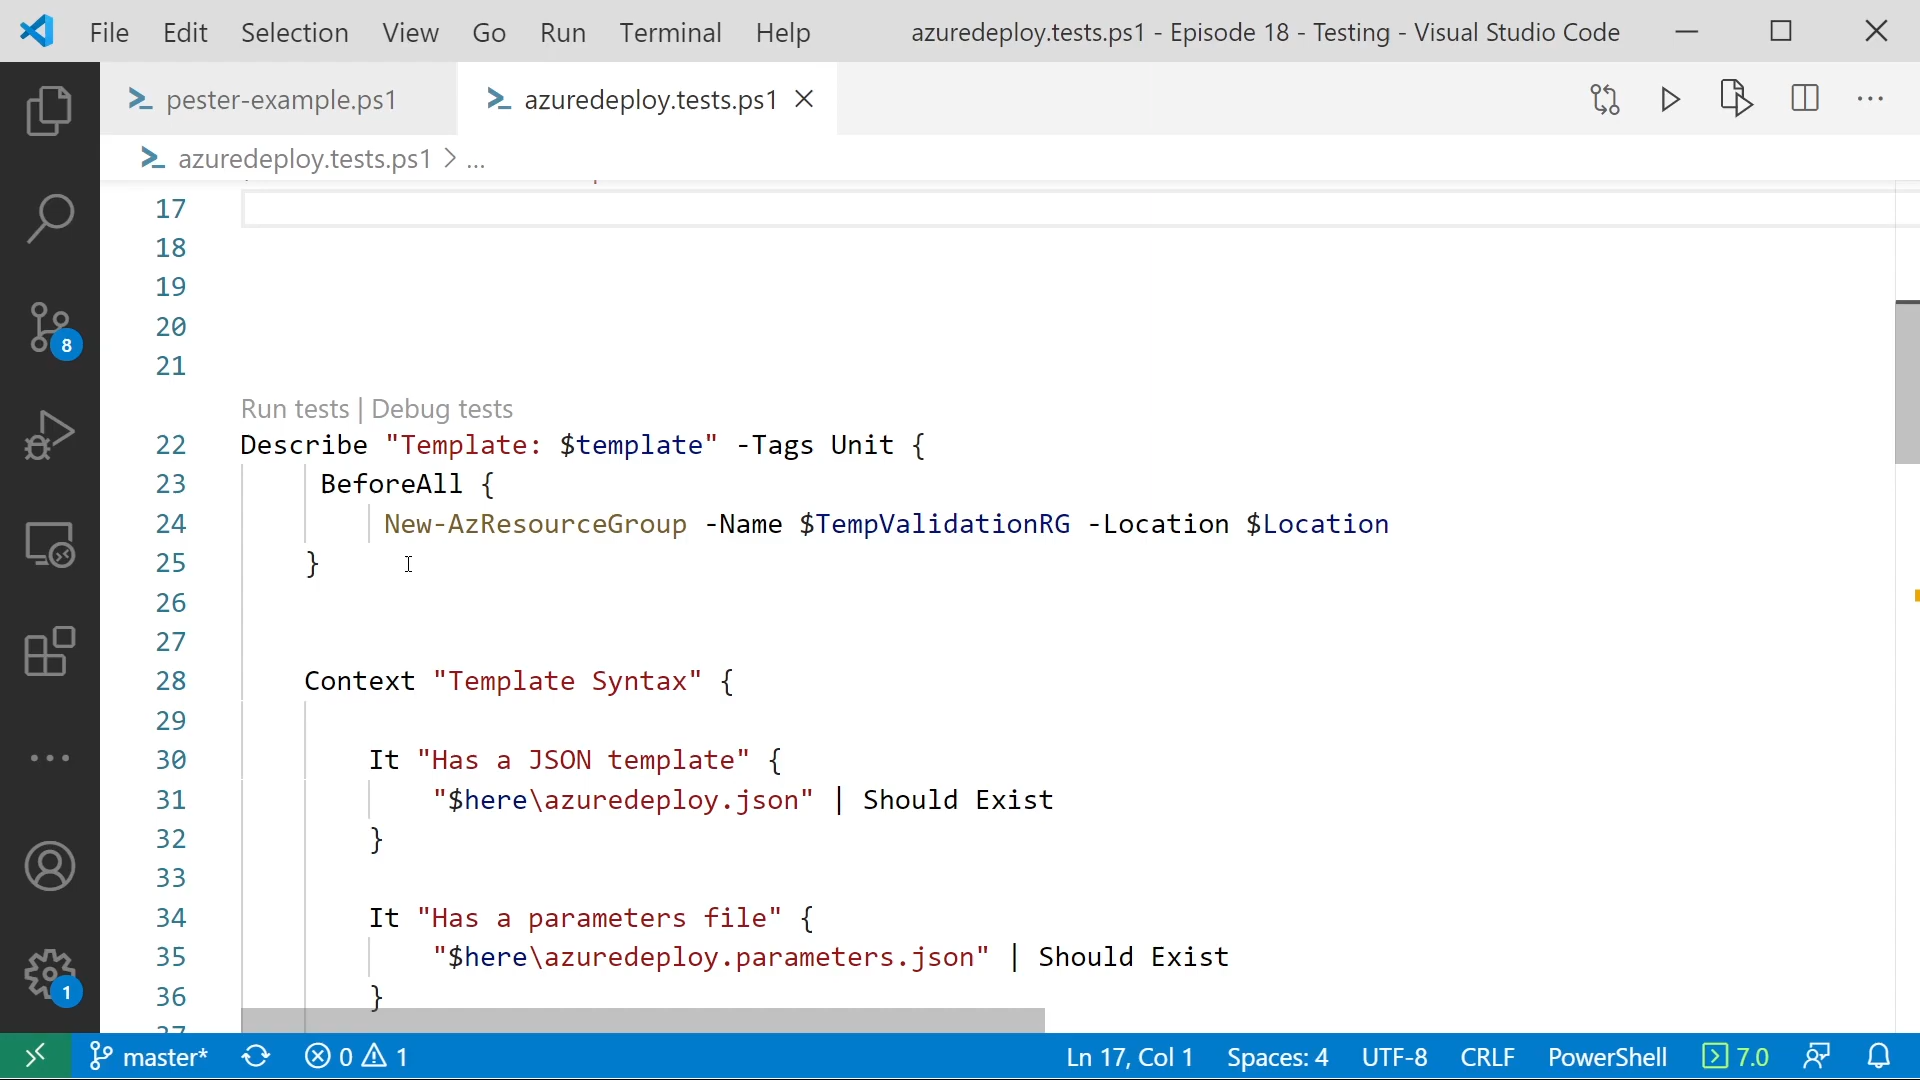 File Edit Selection View Go Run Terminal Help azuredeploy.tests.ps1 - Episode 18 - Testing - Visual Studio Code
pester-example.ps1 azuredeploy.tests.ps1
azuredeploy.tests.ps1 > ...
17
18
19
20
21
Run tests | Debug tests
22 Describe "Template: $template" -Tags Unit {
23 BeforeAll {
24 New-AzResourceGroup -Name $TempValidationRG -Location $Location
25 }
26
27
28 Context "Template Syntax" {
29
30 It "Has a JSON template" {
31 "$here\azuredeploy.json" | Should Exist
32 }
33
34 It "Has a parameters file" {
35 "$here\azuredeploy.parameters.json" | Should Exist
36 }
37
8
1
master* 0 1 Ln 17, Col 1 Spaces: 4 UTF-8 CRLF PowerShell 7.0